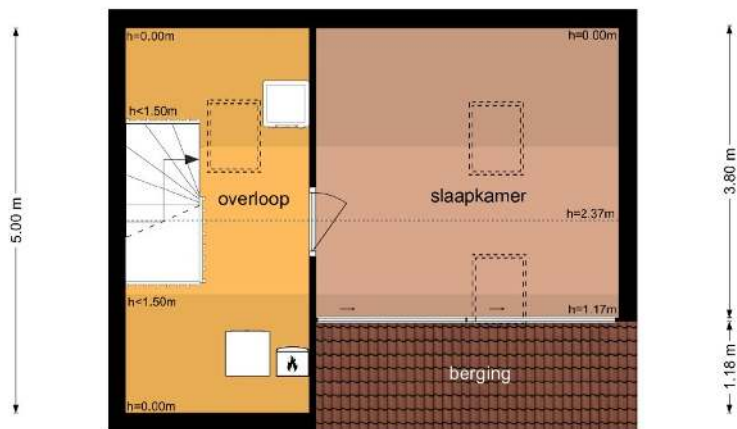 h=0.00m
h=0.00m
h<1.50m
overloop
slaapkamer
h=2.37m
h<1.50m
h=1.17m
berging
h=0.00m
5.00 m
3.80 m
1.18 m